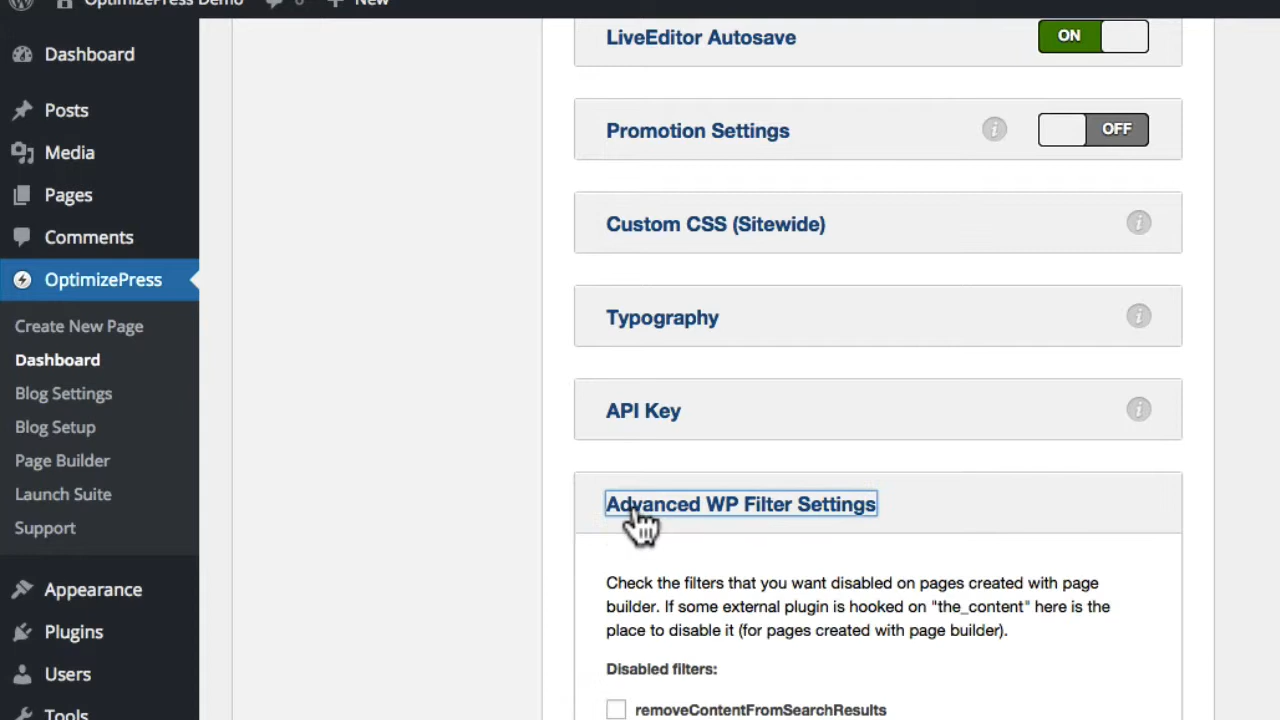 OptimizePress Demo
0
New
Dashboard
Posts
Media
Pages
Comments
OptimizePress
Create New Page
Dashboard
Blog Settings
Blog Setup
Page Builder
Launch Suite
Support
Appearance
Plugins
Users
Tools
LiveEditor Autosave
ON
Promotion Settings
i
OFF
Custom CSS (Sitewide)
i
Typography
i
API Key
i
Advanced WP Filter Settings
Check the filters that you want disabled on pages created with page
builder. If some external plugin is hooked on "the_content" here is the
place to disable it (for pages created with page builder).
Disabled filters:
removeContentFromSearchResults